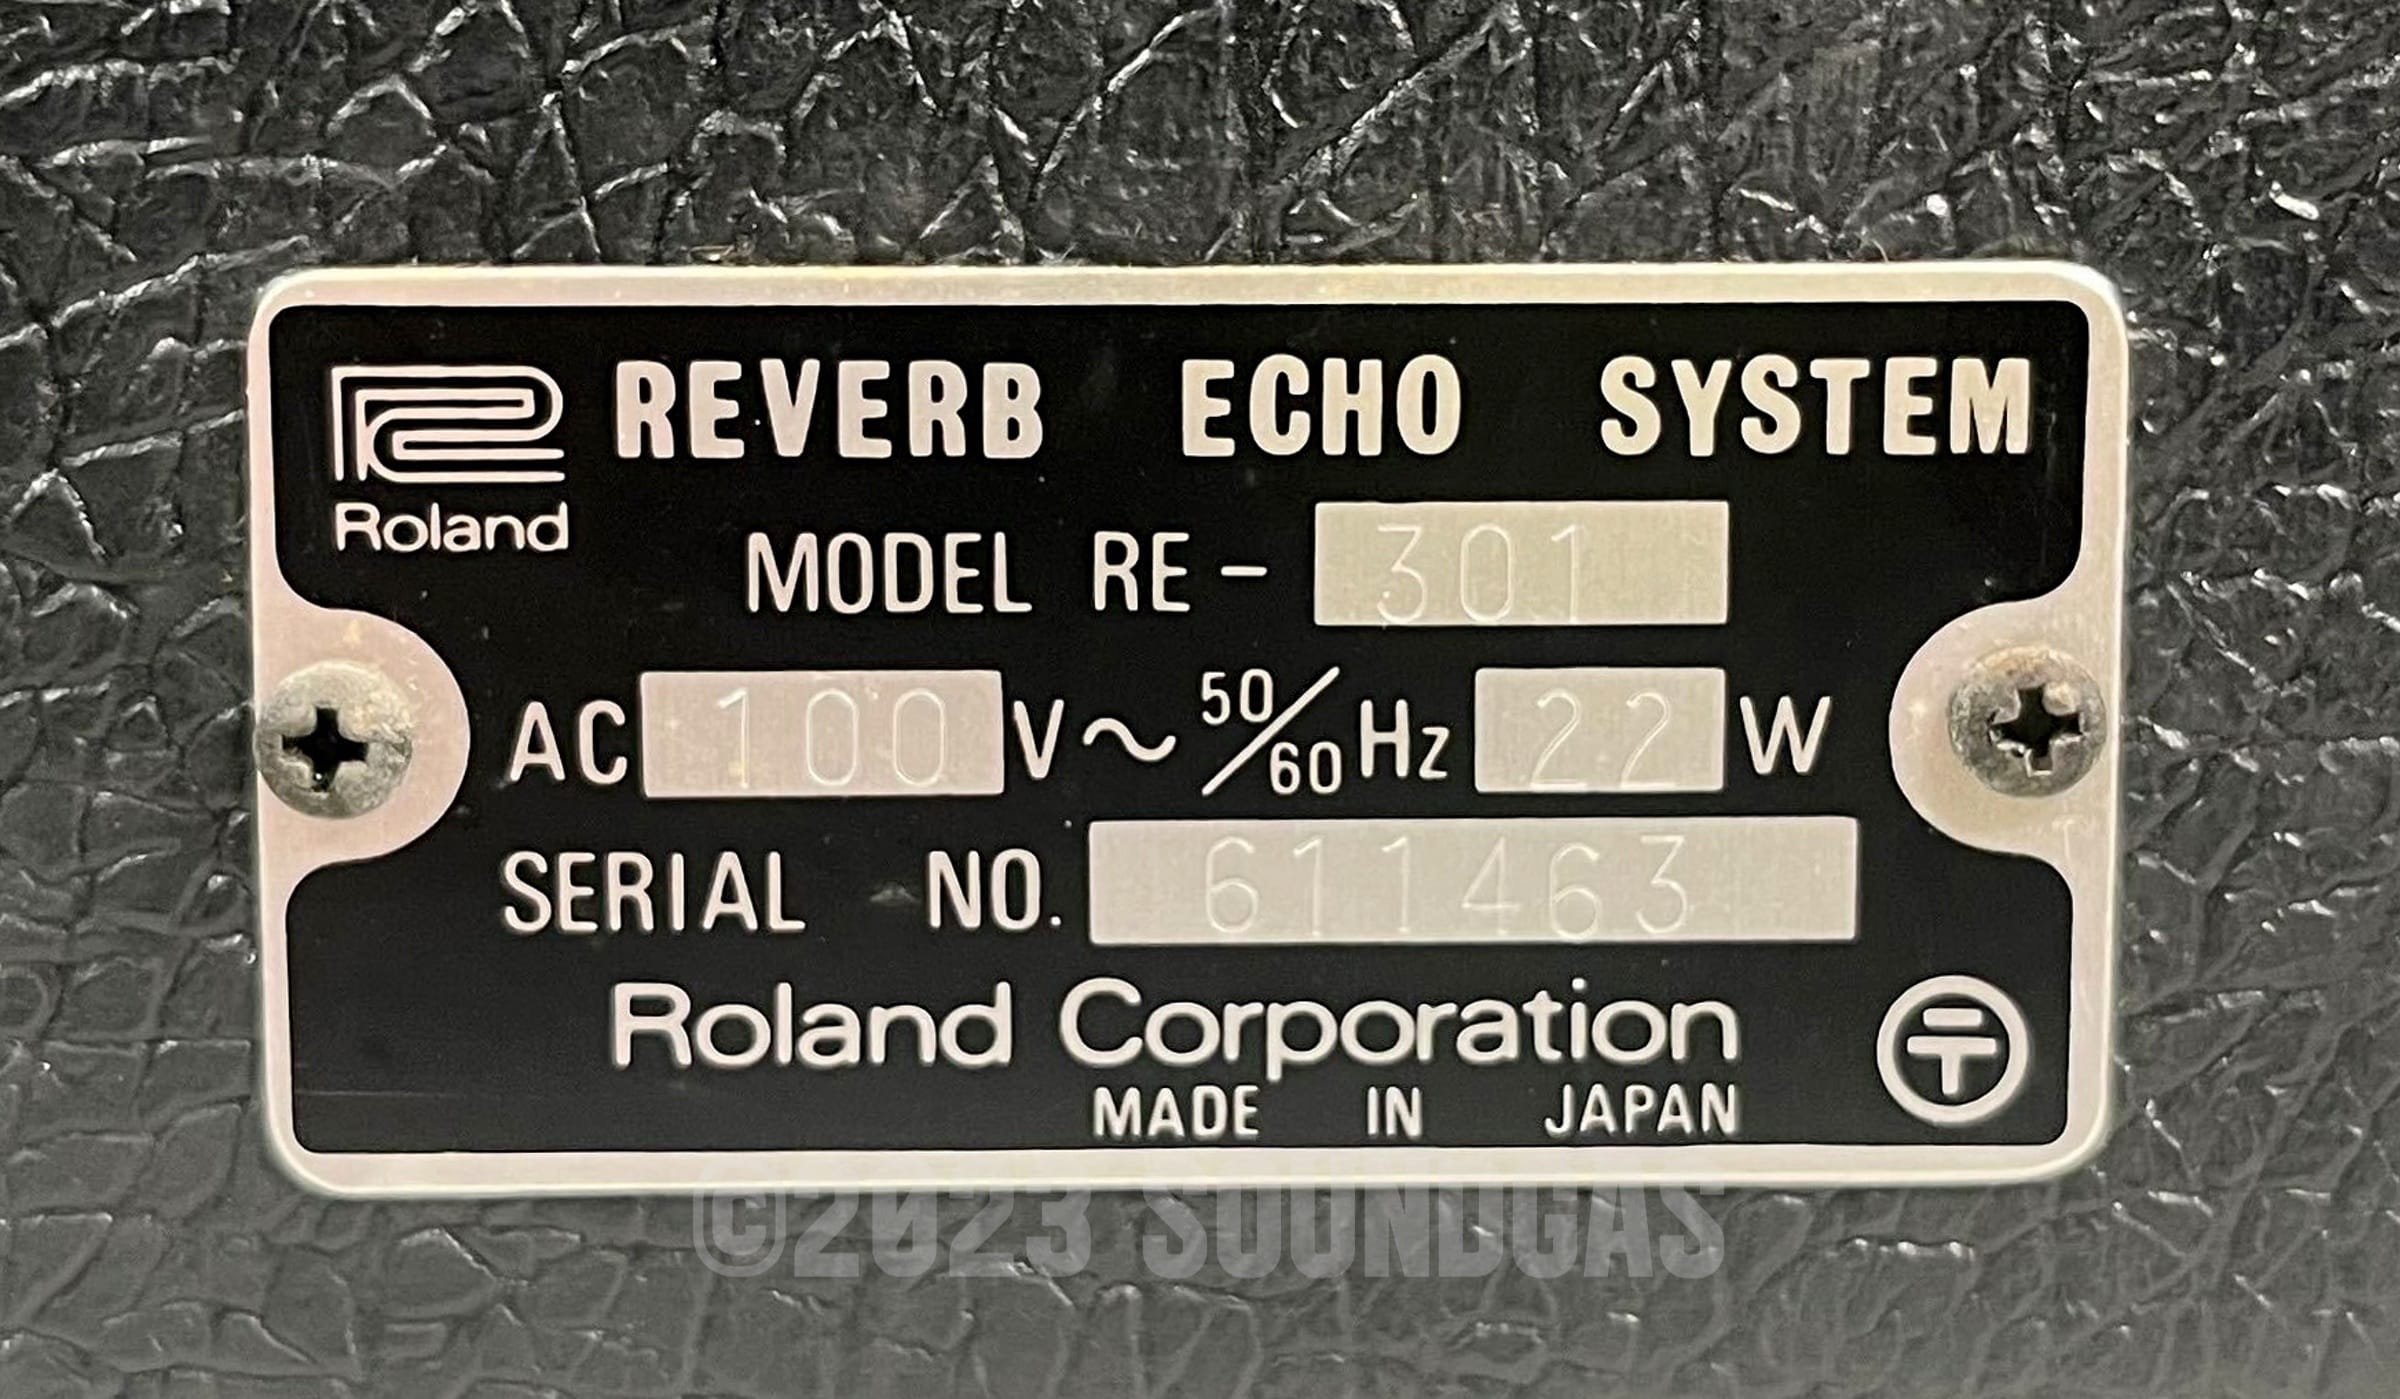 Roland
REVERB ECHO SYSTEM
MODEL RE-301
AC 100 V~ 50/60 Hz 22 W
SERIAL NO. 611463
Roland Corporation
MADE IN JAPAN
©2023 SOUNDGAS